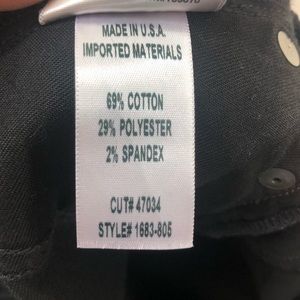 MADE IN U.S.A.
IMPORTED MATERIALS
69% COTTON
29% POLYESTER
2% SPANDEX
CUT# 47034
STYLE# 1683-805